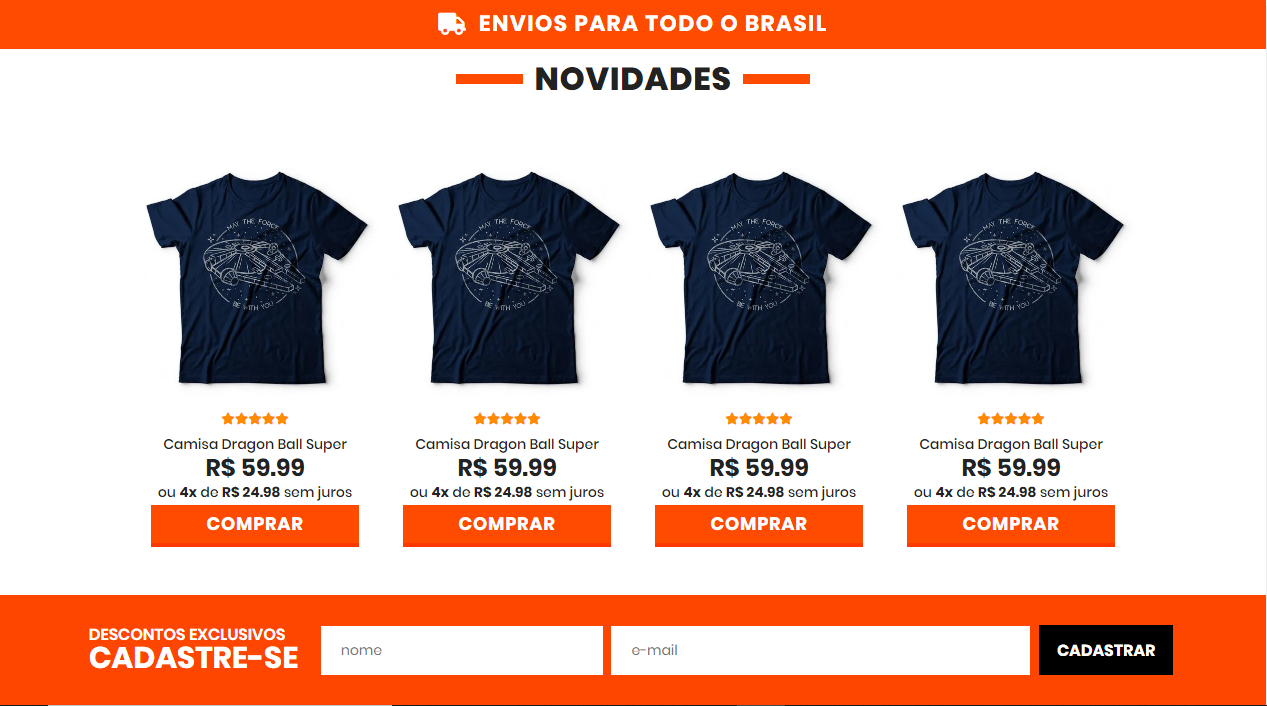 ENVIOS PARA TODO O BRASIL
NOVIDADES
MAY THE FORCE
BE WITH YOU
MAY THE FORCE
BE WITH YOU
MAY THE FORCE
BE WITH YOU
MAY THE FORCE
BE WITH YOU
Camisa Dragon Ball Super
R$ 59.99
ou 4x de R$ 24.98 sem juros
COMPRAR
Camisa Dragon Ball Super
R$ 59.99
ou 4x de R$ 24.98 sem juros
COMPRAR
Camisa Dragon Ball Super
R$ 59.99
ou 4x de R$ 24.98 sem juros
COMPRAR
Camisa Dragon Ball Super
R$ 59.99
ou 4x de R$ 24.98 sem juros
COMPRAR
DESCONTOS EXCLUSIVOS
CADASTRE-SE
nome
e-mail
CADASTRAR